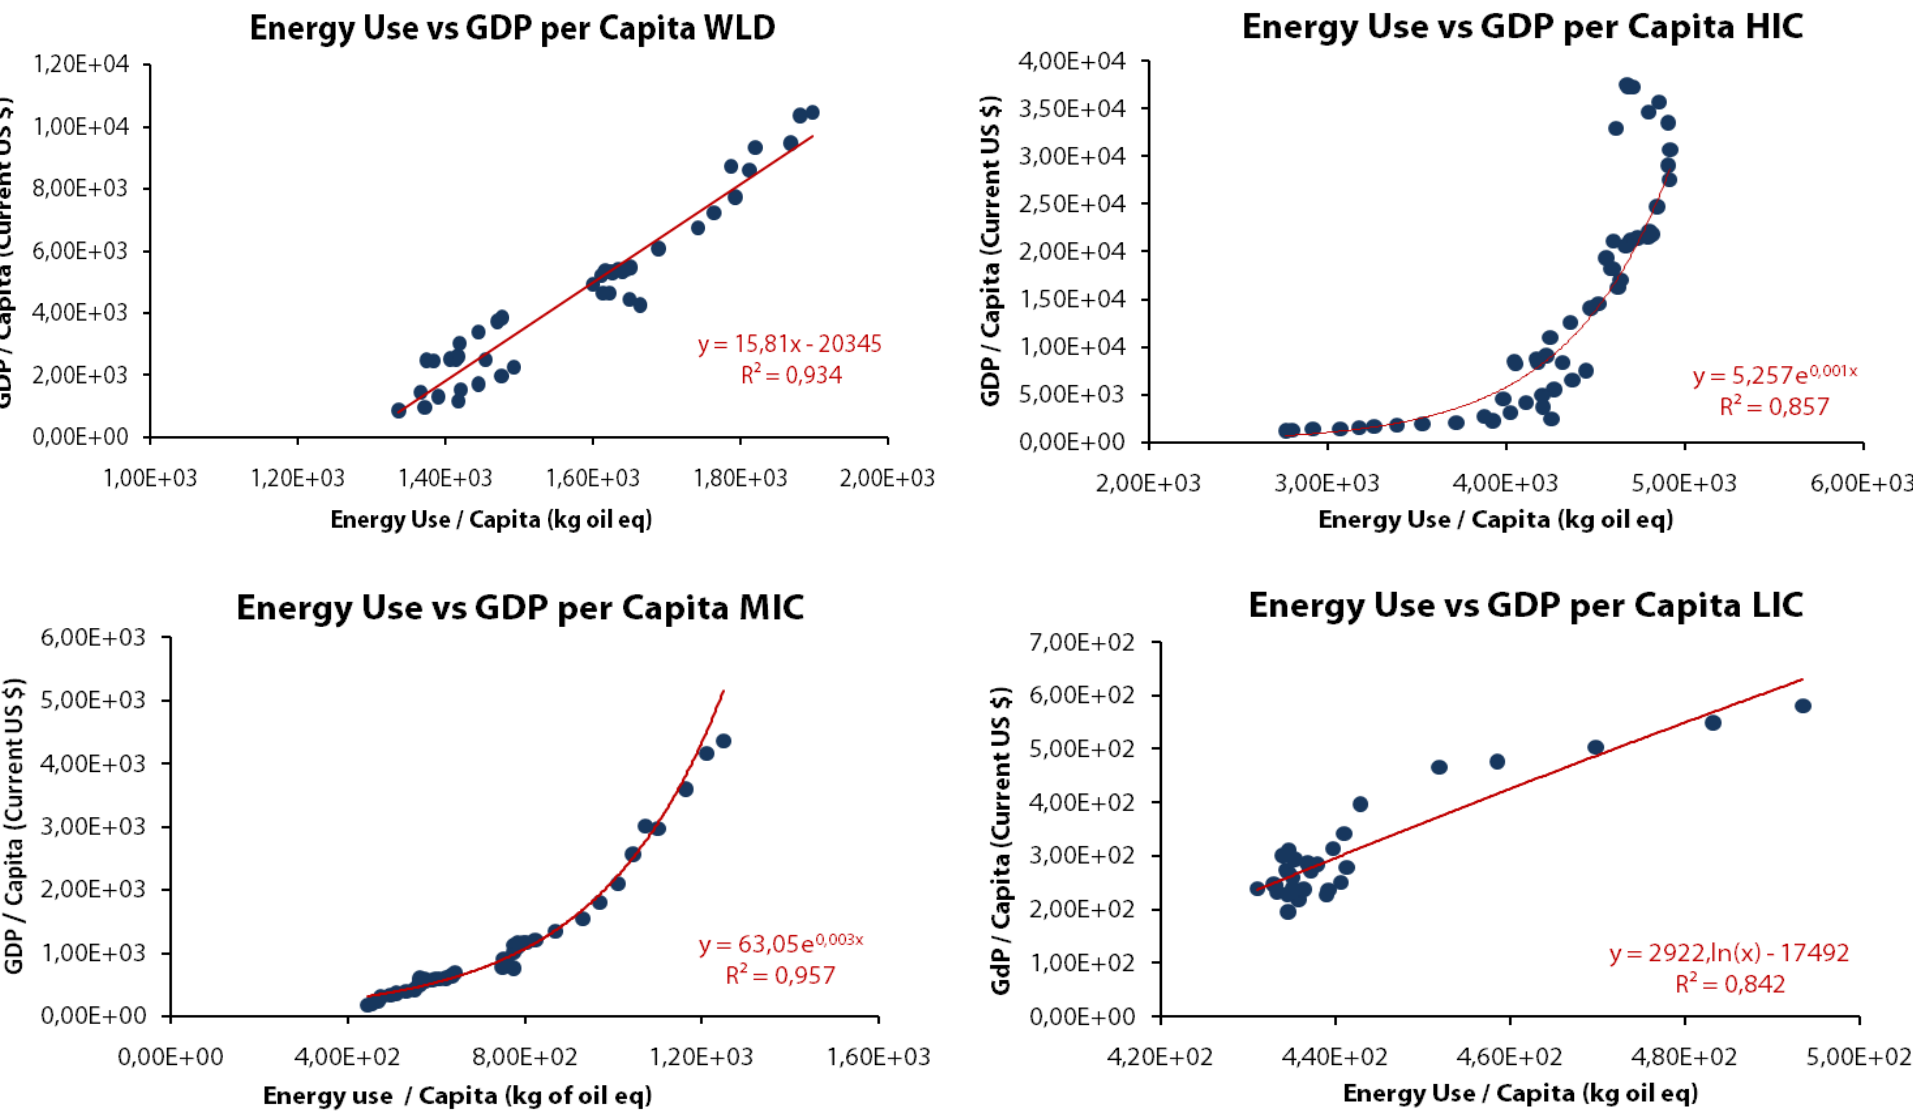 Energy Use vs GDP per Capita WLD
GDP / Capita (Current US $)
1,20E+04
1,00E+04
8,00E+03
6,00E+03
4,00E+03
2,00E+03
0,00E+00
y = 15,81x - 20345
R² = 0,934
1,00E+03 1,20E+03 1,40E+03 1,60E+03 1,80E+03 2,00E+03
Energy Use / Capita (kg oil eq)
Energy Use vs GDP per Capita HIC
GDP / Capita (Current US $)
4,00E+04
3,50E+04
3,00E+04
2,50E+04
2,00E+04
1,50E+04
1,00E+04
5,00E+03
0,00E+00
y = 5,257e^0,001x
R² = 0,857
2,00E+03 3,00E+03 4,00E+03 5,00E+03 6,00E+03
Energy Use / Capita (kg oil eq)
Energy Use vs GDP per Capita MIC
GDP / Capita (Current US $)
6,00E+03
5,00E+03
4,00E+03
3,00E+03
2,00E+03
1,00E+03
0,00E+00
y = 63,05e^0,003x
R² = 0,957
0,00E+00 4,00E+02 8,00E+02 1,20E+03 1,60E+03
Energy use / Capita (kg of oil eq)
Energy Use vs GDP per Capita LIC
GdP / Capita (Current US $)
7,00E+02
6,00E+02
5,00E+02
4,00E+02
3,00E+02
2,00E+02
1,00E+02
0,00E+00
y = 2922,ln(x) - 17492
R² = 0,842
4,20E+02 4,40E+02 4,60E+02 4,80E+02 5,00E+02
Energy Use / Capita (kg oil eq)